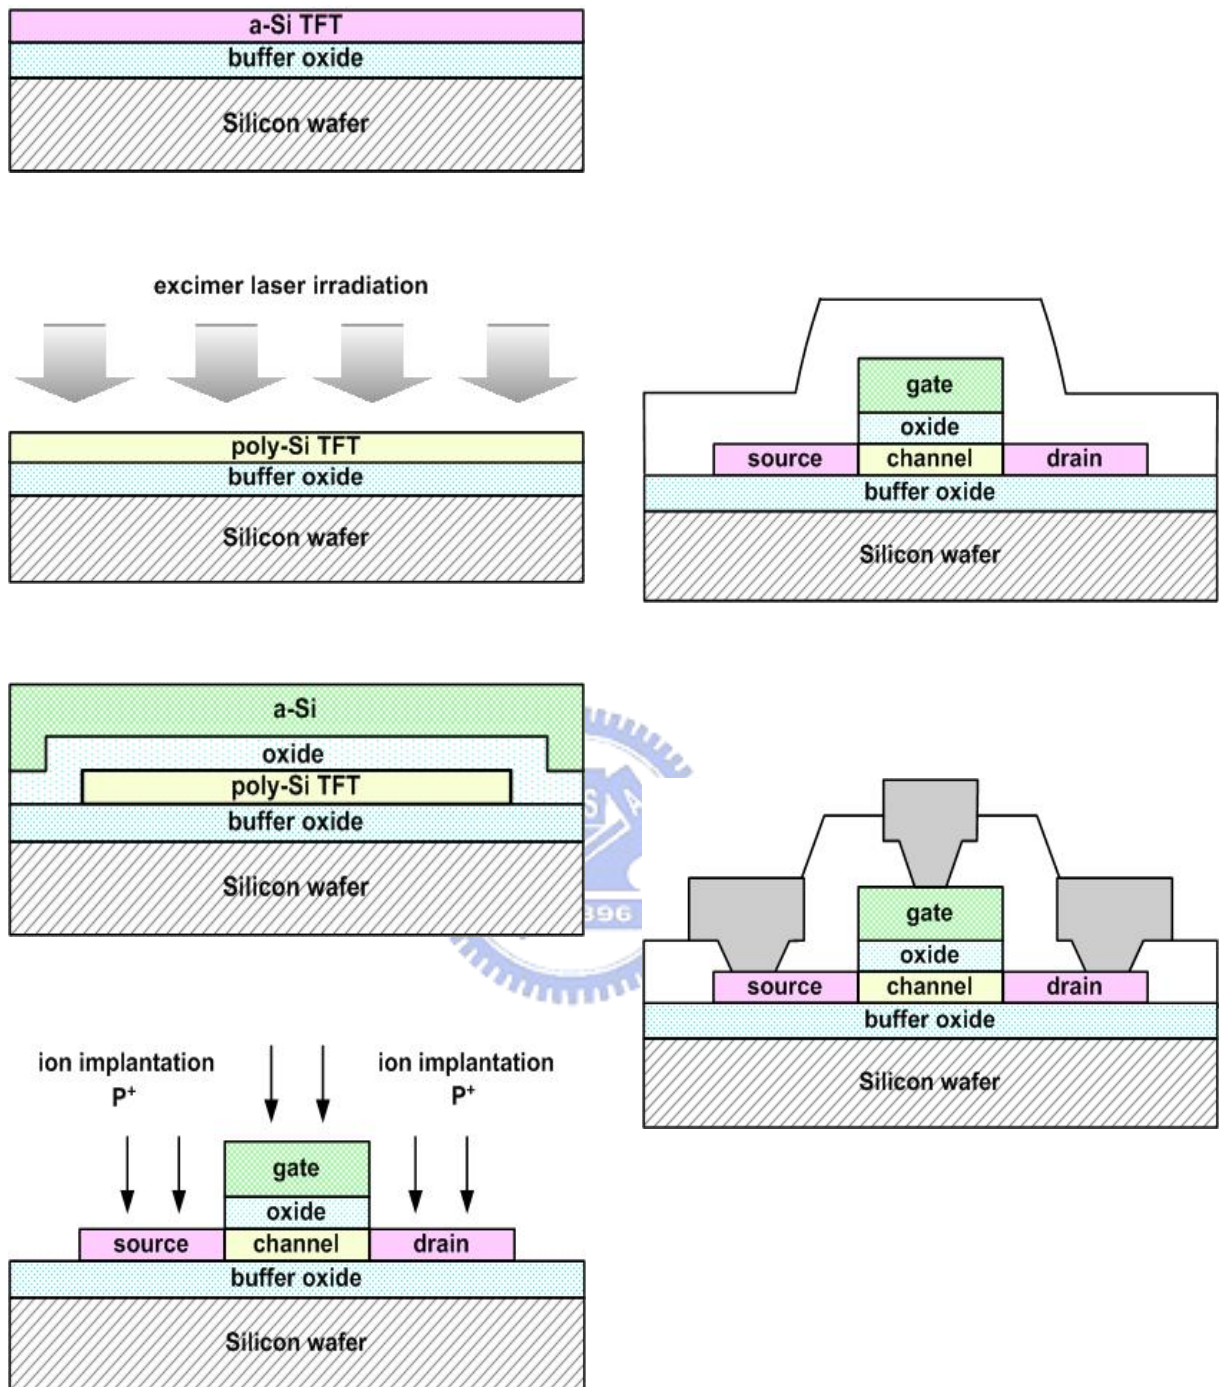 a-Si TFT
buffer oxide
Silicon wafer
excimer laser irradiation
poly-Si TFT
buffer oxide
Silicon wafer
a-Si
oxide
poly-Si TFT
buffer oxide
Silicon wafer
ion implantation
P+
ion implantation
P+
gate
oxide
source
channel
drain
buffer oxide
Silicon wafer
gate
oxide
source
channel
drain
buffer oxide
Silicon wafer
gate
oxide
source
channel
drain
buffer oxide
Silicon wafer